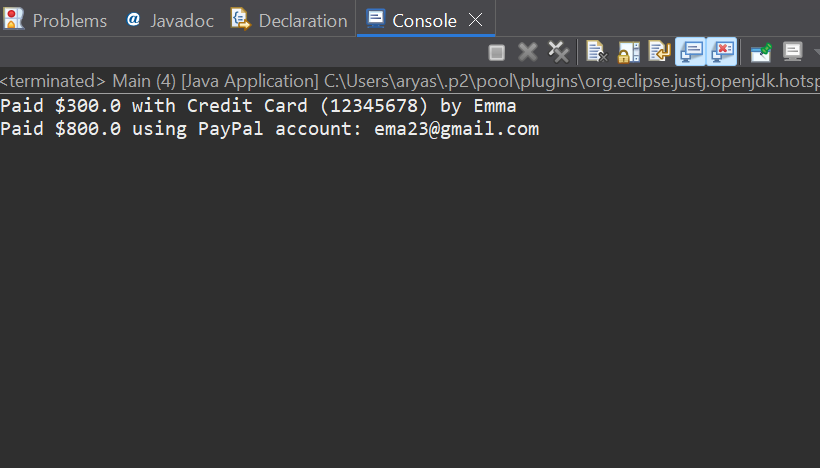 Problems @ Javadoc Declaration Console
<terminated> Main (4) [Java Application] C:\Users\aryas\.p2\pool\plugins\org.eclipse.justj.openjdk.hotsp
Paid $300.0 with Credit Card (12345678) by Emma
Paid $800.0 using PayPal account: ema23@gmail.com